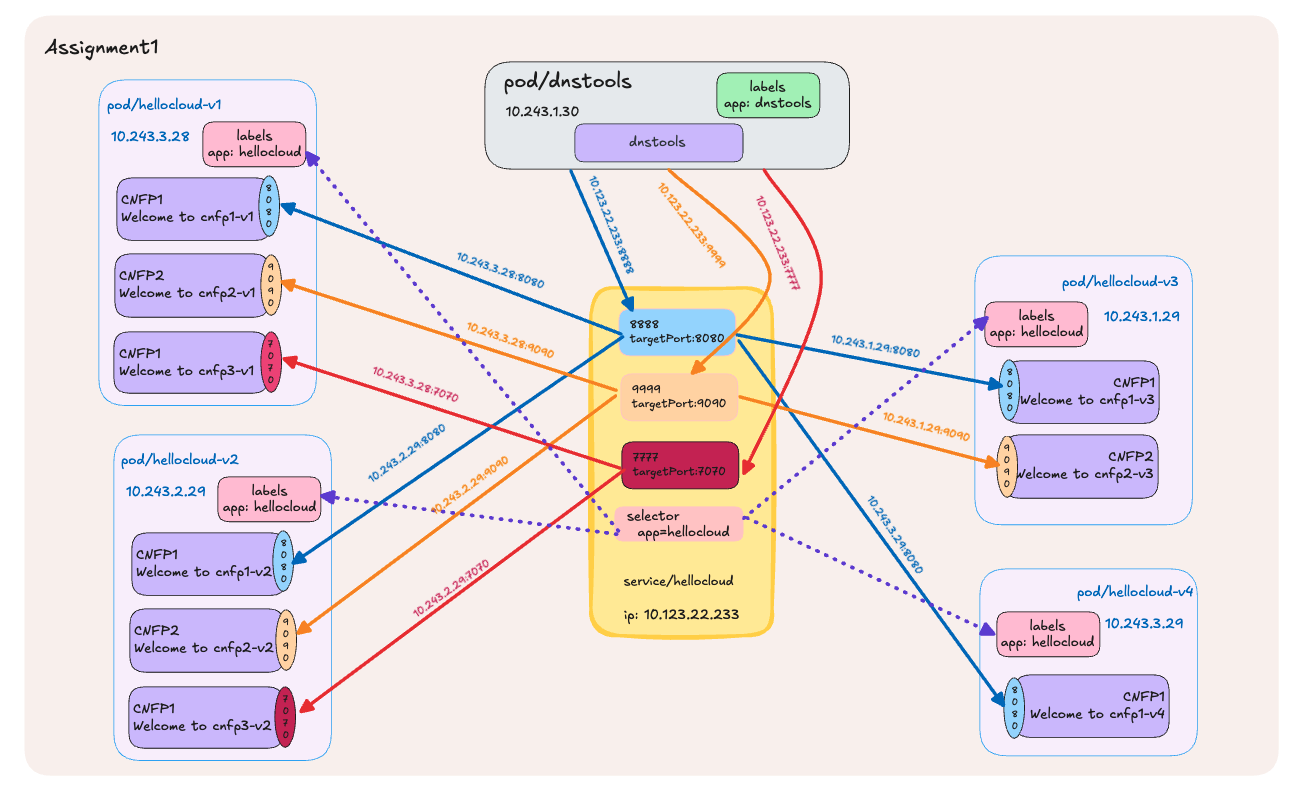 Assignment1
pod/hellocloud-v1
10.243.3.28
labels
app: hellocloud
CNFP1
Welcome to cnfp1-v1
8080
CNFP2
Welcome to cnfp2-v1
9090
CNFP1
Welcome to cnfp3-v1
7070
pod/hellocloud-v2
10.243.2.29
labels
app: hellocloud
CNFP1
Welcome to cnfp1-v2
8080
CNFP2
Welcome to cnfp2-v2
9090
CNFP1
Welcome to cnfp3-v2
7070
pod/dnstools
10.243.1.30
labels
app: dnstools
dnstools
10.123.22.233:8888
10.123.22.233:9999
10.123.22.233:7777
10.243.3.28:8080
10.243.3.28:9090
10.243.3.28:7070
10.243.2.29:8080
10.243.2.29:9090
10.243.2.29:7070
8888
targetPort:8080
9999
targetPort:9090
7777
targetPort:7070
selector
app=hellocloud
service/hellocloud
ip: 10.123.22.233
10.243.1.29:8080
10.243.1.29:9090
10.243.3.29:8080
pod/hellocloud-v3
labels
app: hellocloud
10.243.1.29
8080
CNFP1
Welcome to cnfp1-v3
9090
CNFP2
Welcome to cnfp2-v3
pod/hellocloud-v4
labels
app: hellocloud
10.243.3.29
8080
CNFP1
Welcome to cnfp1-v4